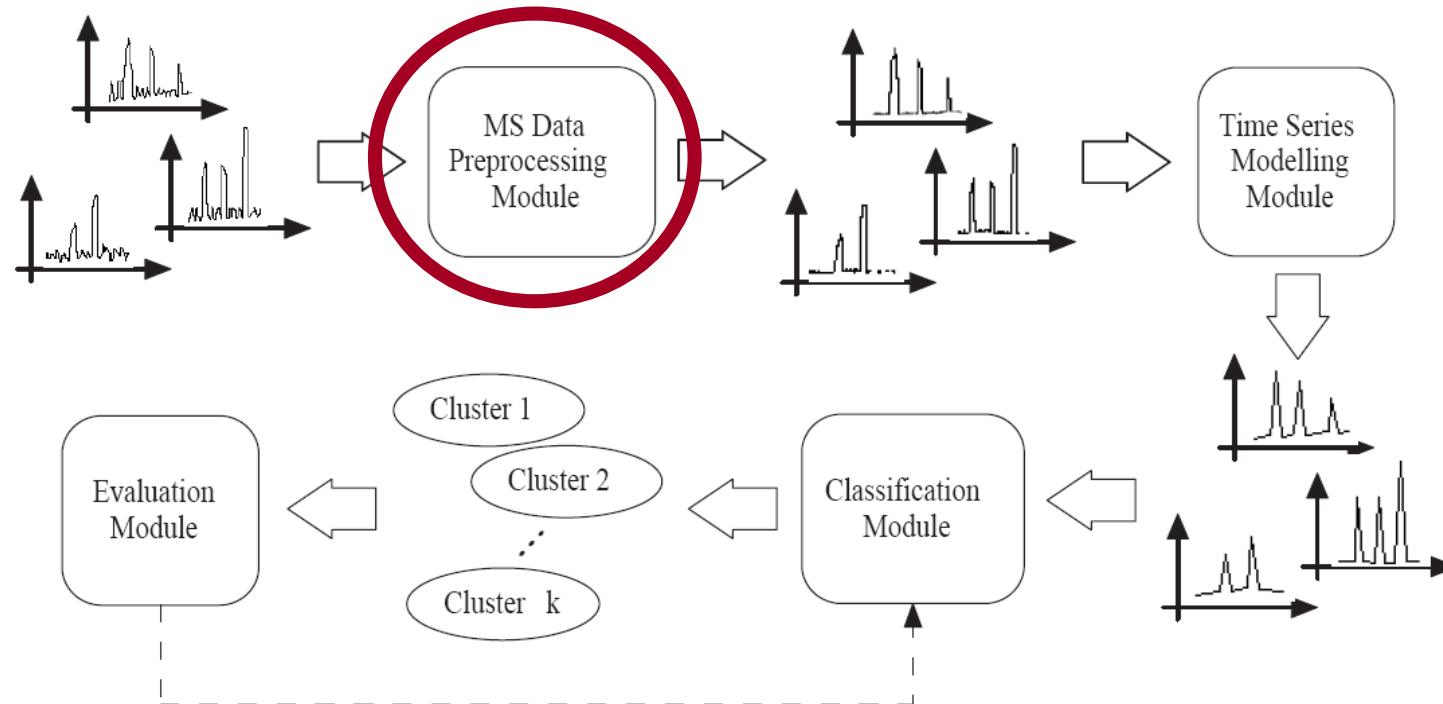 MS Data
Preprocessing
Module
Time Series
Modelling
Module
Cluster 1
Cluster 2
Cluster k
Classification
Module
Evaluation
Module